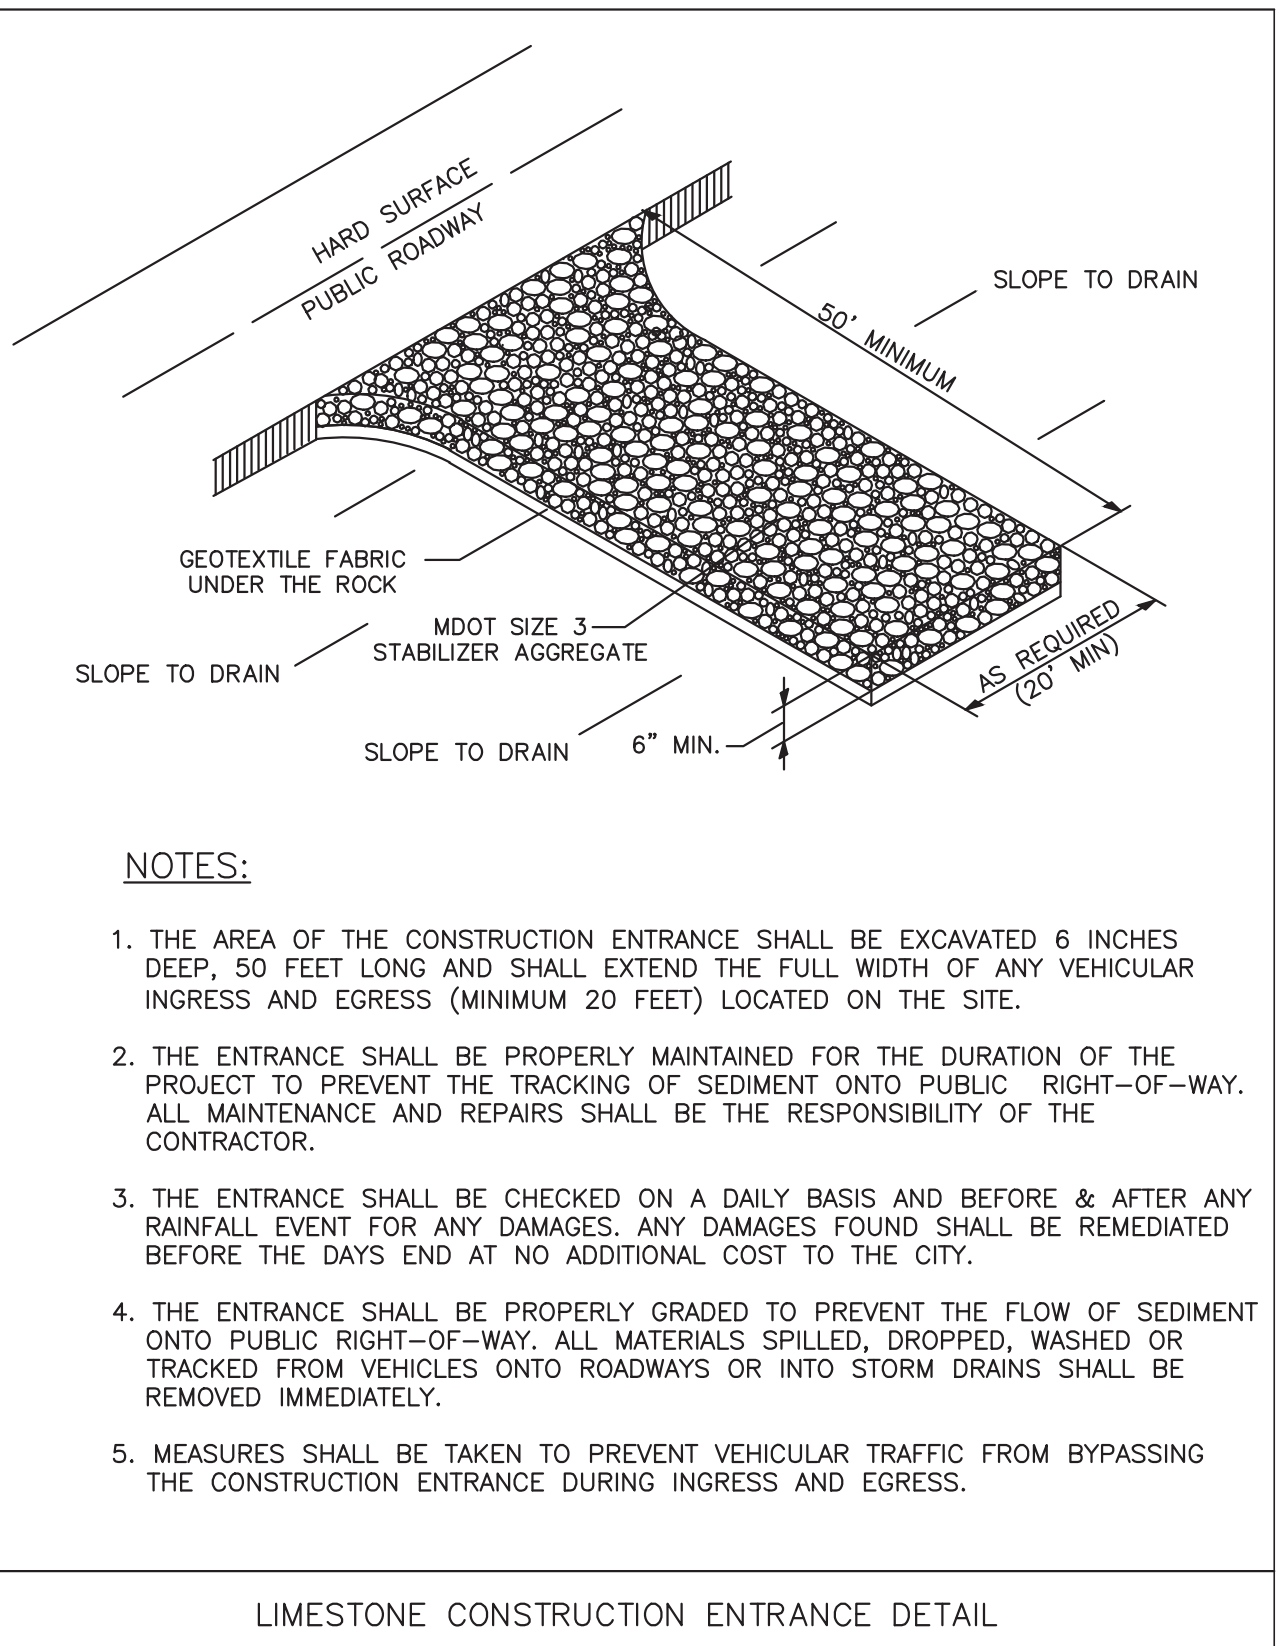 HARD SURFACE
PUBLIC ROADWAY
SLOPE TO DRAIN
50' MINIMUM
GEOTEXTILE FABRIC
UNDER THE ROCK
MDOT SIZE 3
STABILIZER AGGREGATE
SLOPE TO DRAIN
AS REQUIRED
(20' MIN)
SLOPE TO DRAIN
6" MIN.
NOTES:
1. THE AREA OF THE CONSTRUCTION ENTRANCE SHALL BE EXCAVATED 6 INCHES
DEEP, 50 FEET LONG AND SHALL EXTEND THE FULL WIDTH OF ANY VEHICULAR
INGRESS AND EGRESS (MINIMUM 20 FEET) LOCATED ON THE SITE.
2. THE ENTRANCE SHALL BE PROPERLY MAINTAINED FOR THE DURATION OF THE
PROJECT TO PREVENT THE TRACKING OF SEDIMENT ONTO PUBLIC RIGHT-OF-WAY.
ALL MAINTENANCE AND REPAIRS SHALL BE THE RESPONSIBILITY OF THE
CONTRACTOR.
3. THE ENTRANCE SHALL BE CHECKED ON A DAILY BASIS AND BEFORE & AFTER ANY
RAINFALL EVENT FOR ANY DAMAGES. ANY DAMAGES FOUND SHALL BE REMEDIATED
BEFORE THE DAYS END AT NO ADDITIONAL COST TO THE CITY.
4. THE ENTRANCE SHALL BE PROPERLY GRADED TO PREVENT THE FLOW OF SEDIMENT
ONTO PUBLIC RIGHT-OF-WAY. ALL MATERIALS SPILLED, DROPPED, WASHED OR
TRACKED FROM VEHICLES ONTO ROADWAYS OR INTO STORM DRAINS SHALL BE
REMOVED IMMEDIATELY.
5. MEASURES SHALL BE TAKEN TO PREVENT VEHICULAR TRAFFIC FROM BYPASSING
THE CONSTRUCTION ENTRANCE DURING INGRESS AND EGRESS.
LIMESTONE CONSTRUCTION ENTRANCE DETAIL